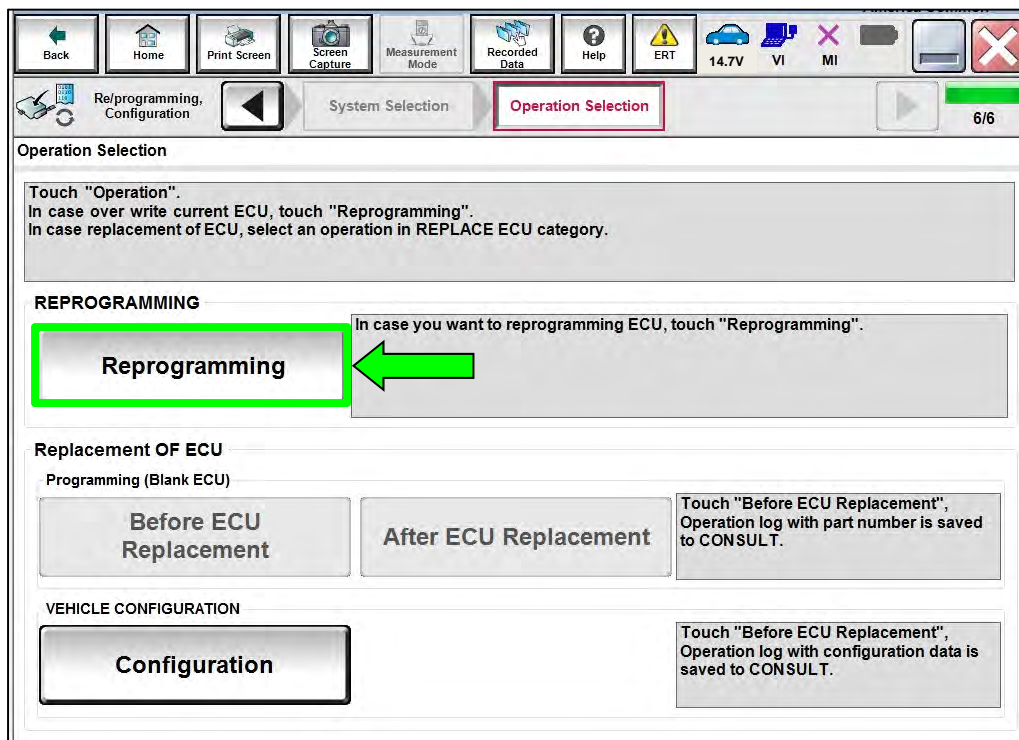 Back
Home
Print Screen
Screen
Capture
Measurement
Mode
Recorded
Data
Help
ERT
14.7V
VI
MI
Re/programming,
Configuration
System Selection
Operation Selection
6/6
Operation Selection
Touch "Operation".
In case over write current ECU, touch "Reprogramming".
In case replacement of ECU, select an operation in REPLACE ECU category.
REPROGRAMMING
Reprogramming
In case you want to reprogramming ECU, touch "Reprogramming".
Replacement OF ECU
Programming (Blank ECU)
Before ECU
Replacement
After ECU Replacement
Touch "Before ECU Replacement",
Operation log with part number is saved
to CONSULT.
VEHICLE CONFIGURATION
Configuration
Touch "Before ECU Replacement",
Operation log with configuration data is
saved to CONSULT.